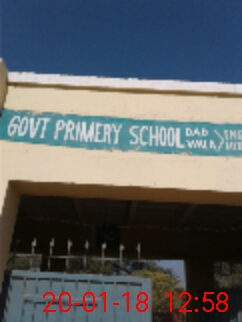 GOVT PRIMERY SCHOOL DAD
WALA
20-01-18 12:58